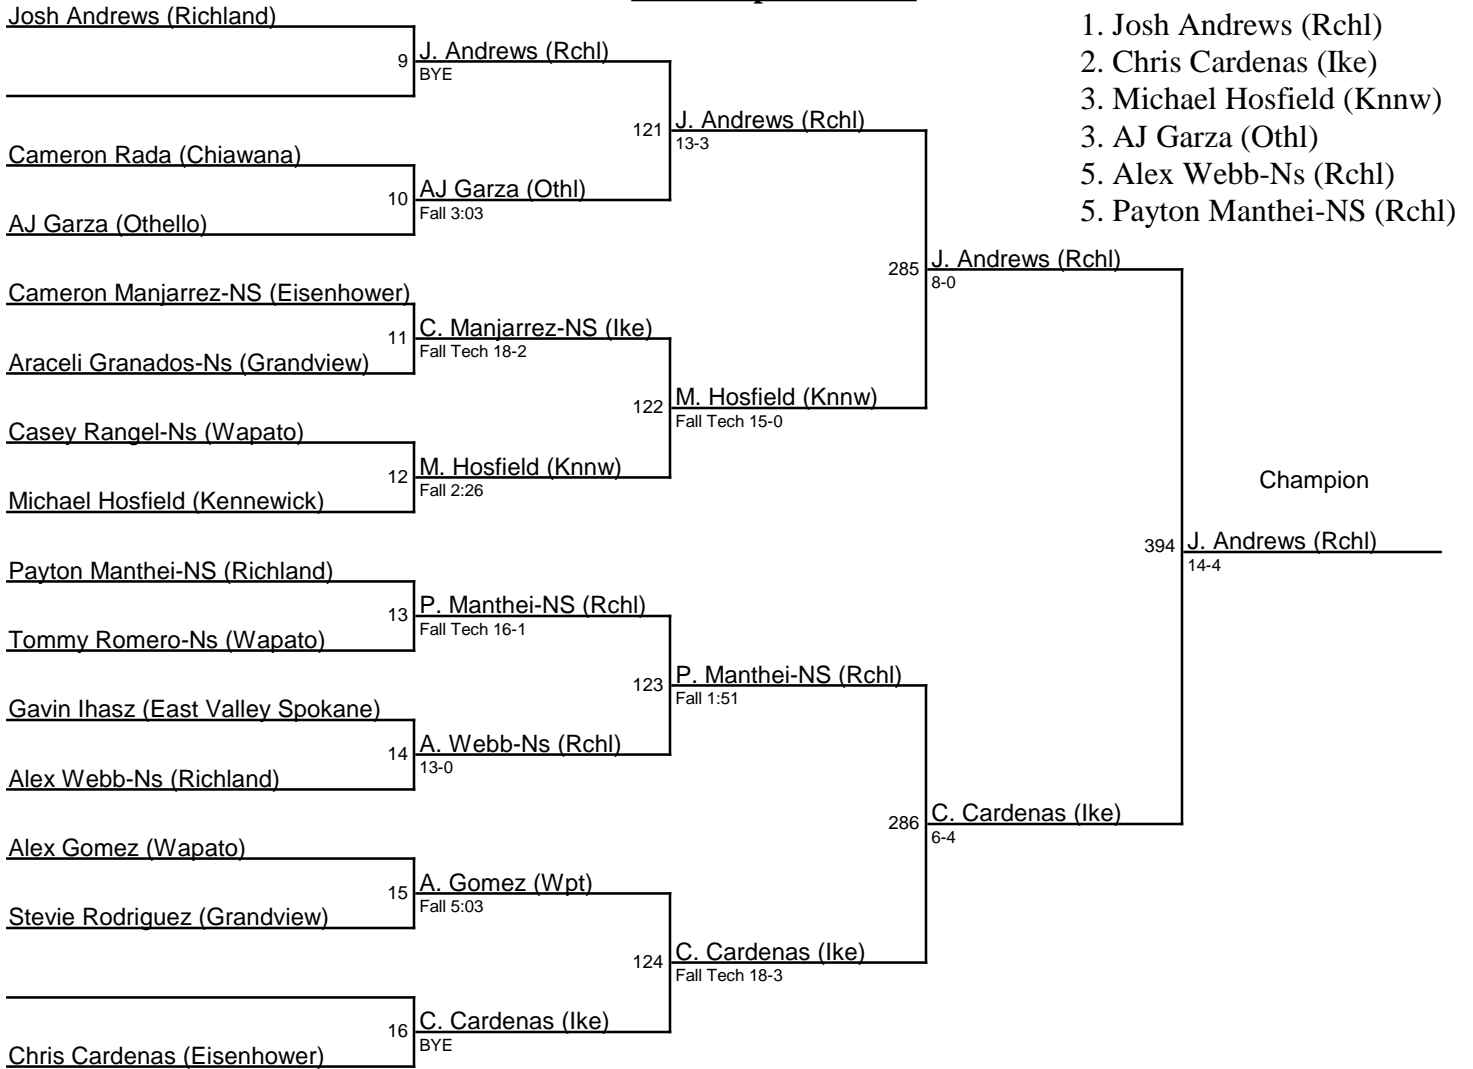 Josh Andrews (Richland)
9
J. Andrews (Rchl)
BYE
Cameron Rada (Chiawana)
10
AJ Garza (Othl)
Fall 3:03
AJ Garza (Othello)
121
J. Andrews (Rchl)
13-3
Cameron Manjarrez-NS (Eisenhower)
11
C. Manjarrez-NS (Ike)
Fall Tech 18-2
Araceli Granados-Ns (Grandview)
122
M. Hosfield (Knnw)
Fall Tech 15-0
Casey Rangel-Ns (Wapato)
12
M. Hosfield (Knnw)
Fall 2:26
Michael Hosfield (Kennewick)
285
J. Andrews (Rchl)
8-0
Payton Manthei-NS (Richland)
13
P. Manthei-NS (Rchl)
Fall Tech 16-1
Tommy Romero-Ns (Wapato)
123
P. Manthei-NS (Rchl)
Fall 1:51
Gavin Ihasz (East Valley Spokane)
14
A. Webb-Ns (Rchl)
13-0
Alex Webb-Ns (Richland)
286
C. Cardenas (Ike)
6-4
Alex Gomez (Wapato)
15
A. Gomez (Wpt)
Fall 5:03
Stevie Rodriguez (Grandview)
124
C. Cardenas (Ike)
Fall Tech 18-3
16
C. Cardenas (Ike)
BYE
Chris Cardenas (Eisenhower)
Champion
394
J. Andrews (Rchl)
14-4
1. Josh Andrews (Rchl)
2. Chris Cardenas (Ike)
3. Michael Hosfield (Knnw)
3. AJ Garza (Othl)
5. Alex Webb-Ns (Rchl)
5. Payton Manthei-NS (Rchl)